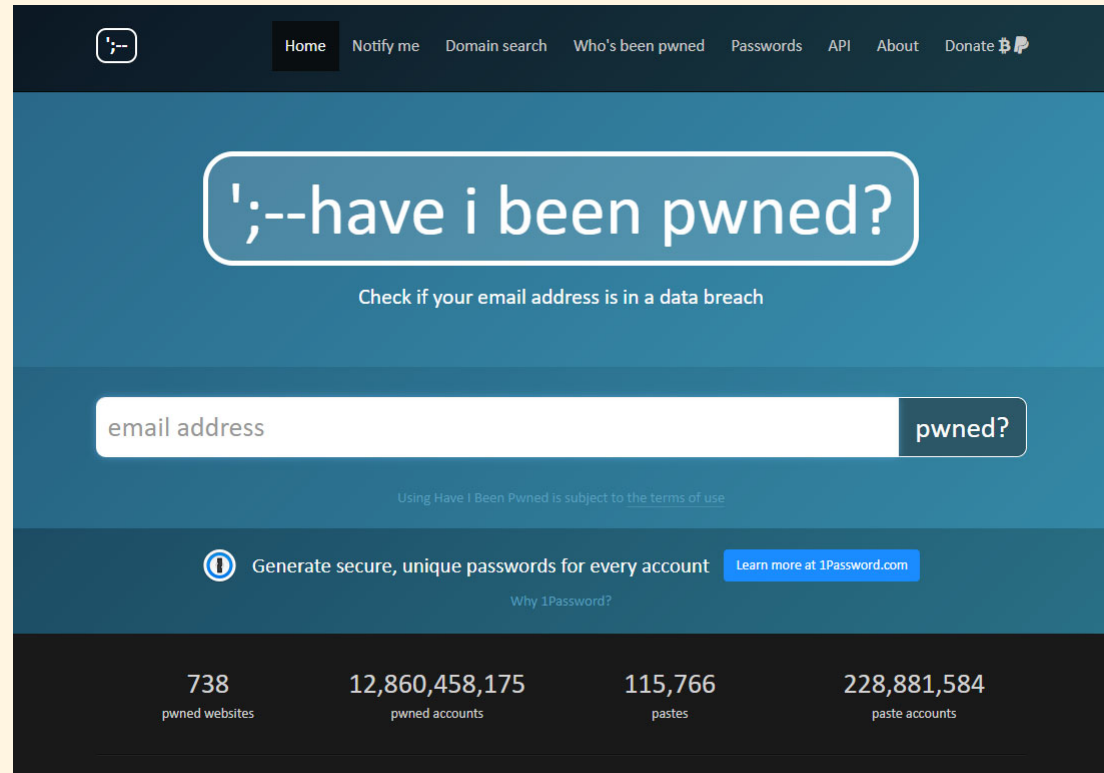 ';--
Home Notify me Domain search Who's been pwned Passwords API About Donate
';--have i been pwned?
Check if your email address is in a data breach
email address pwned?
Using Have I Been Pwned is subject to the terms of use
Generate secure, unique passwords for every account Learn more at 1Password.com
Why 1Password?
738 12,860,458,175 115,766 228,881,584
pwned websites pwned accounts pastes paste accounts